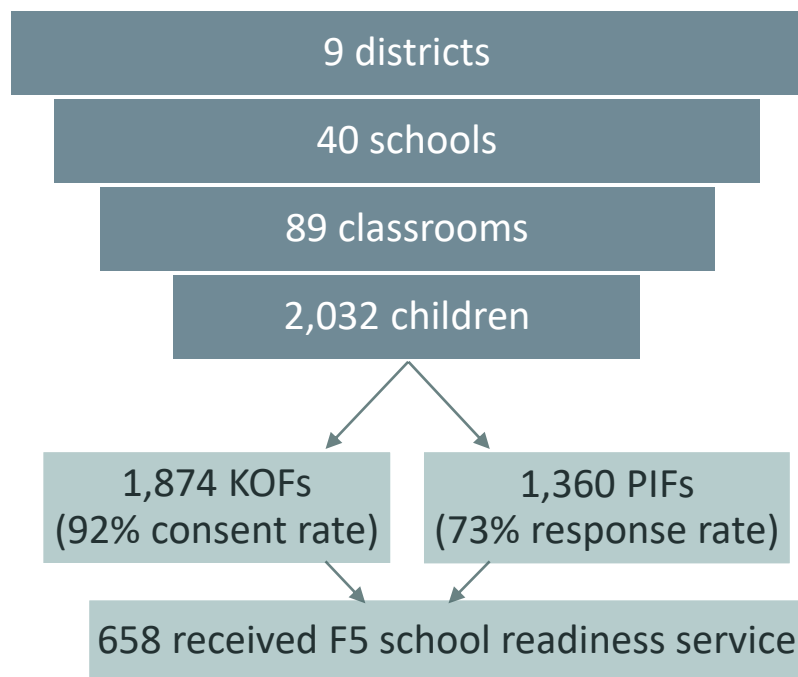 9 districts
40 schools
89 classrooms
2,032 children
1,874 KOFs
(92% consent rate)
1,360 PIFs
(73% response rate)
658 received F5 school readiness service